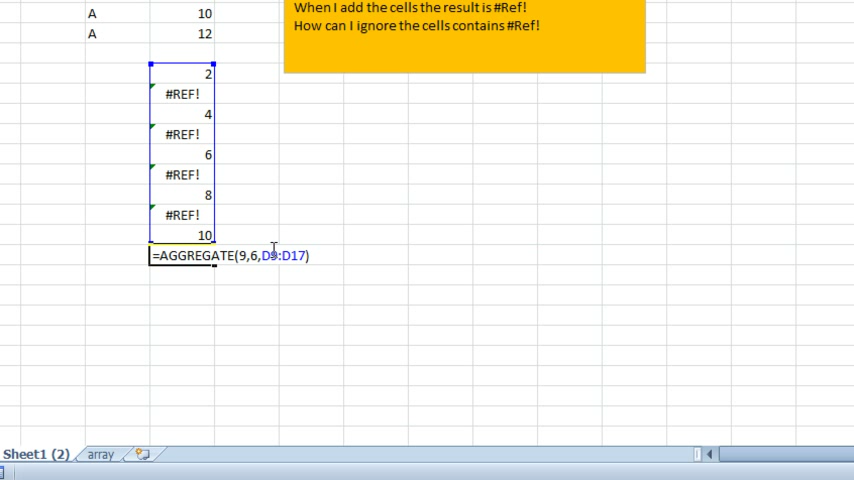 A 10 When I add the cells the result is #Ref!
How can I ignore the cells contains #Ref!
A 12
2
#REF!
4
#REF!
6
#REF!
8
#REF!
10
=AGGREGATE(9,6,D9:D17)
Sheet1 (2) array